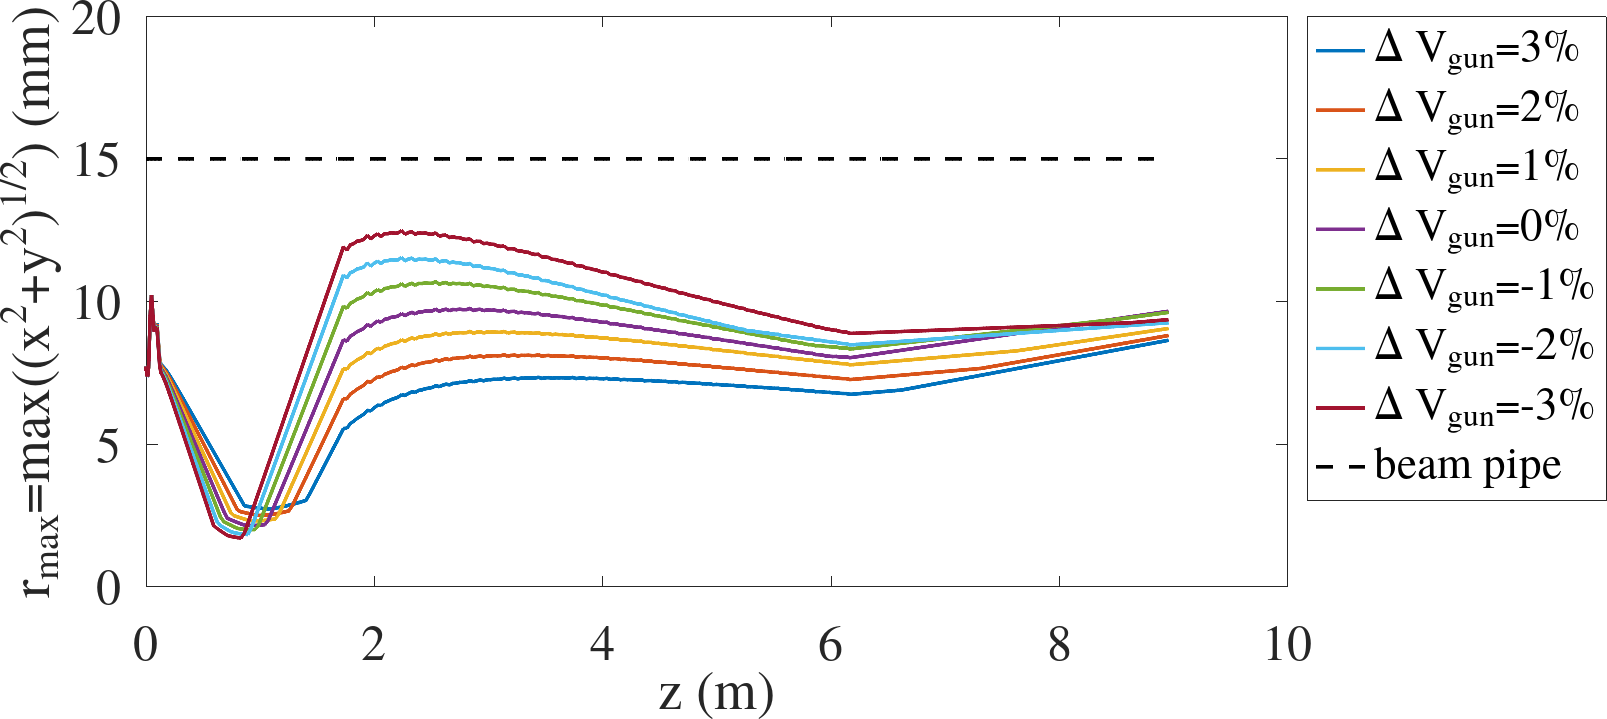 r_max=max((x^2+y^2)^1/2) (mm)
20
15
10
5
0
0 2 4 6 8 10
z (m)
Δ V_gun=3%
Δ V_gun=2%
Δ V_gun=1%
Δ V_gun=0%
Δ V_gun=-1%
Δ V_gun=-2%
Δ V_gun=-3%
beam pipe